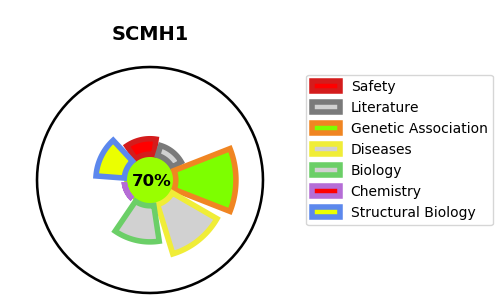 SCMH1
70%
Safety
Literature
Genetic Association
Diseases
Biology
Chemistry
Structural Biology